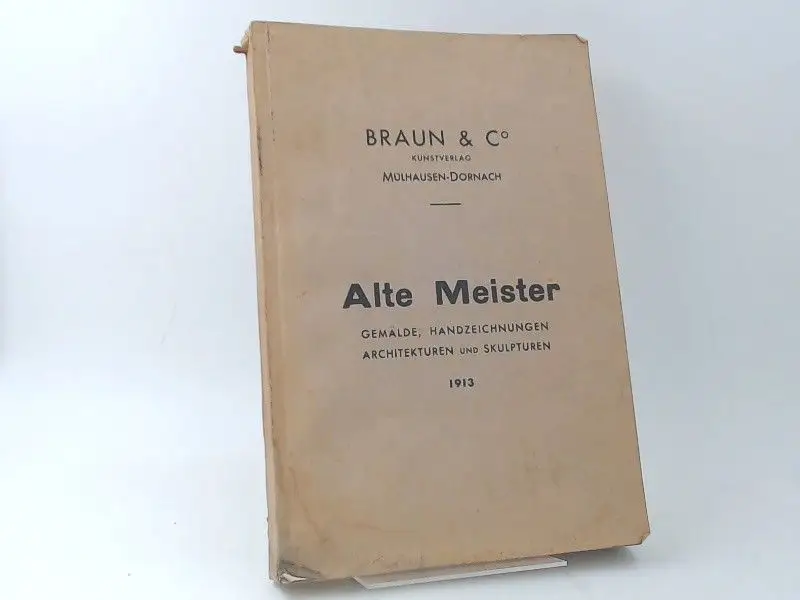 BRAUN & Cº
KUNSTVERLAG
MÜLHAUSEN-DORNACH
Alte Meister
GEMÄLDE, HANDZEICHNUNGEN
ARCHITEKTUREN UND SKULPTUREN
1913